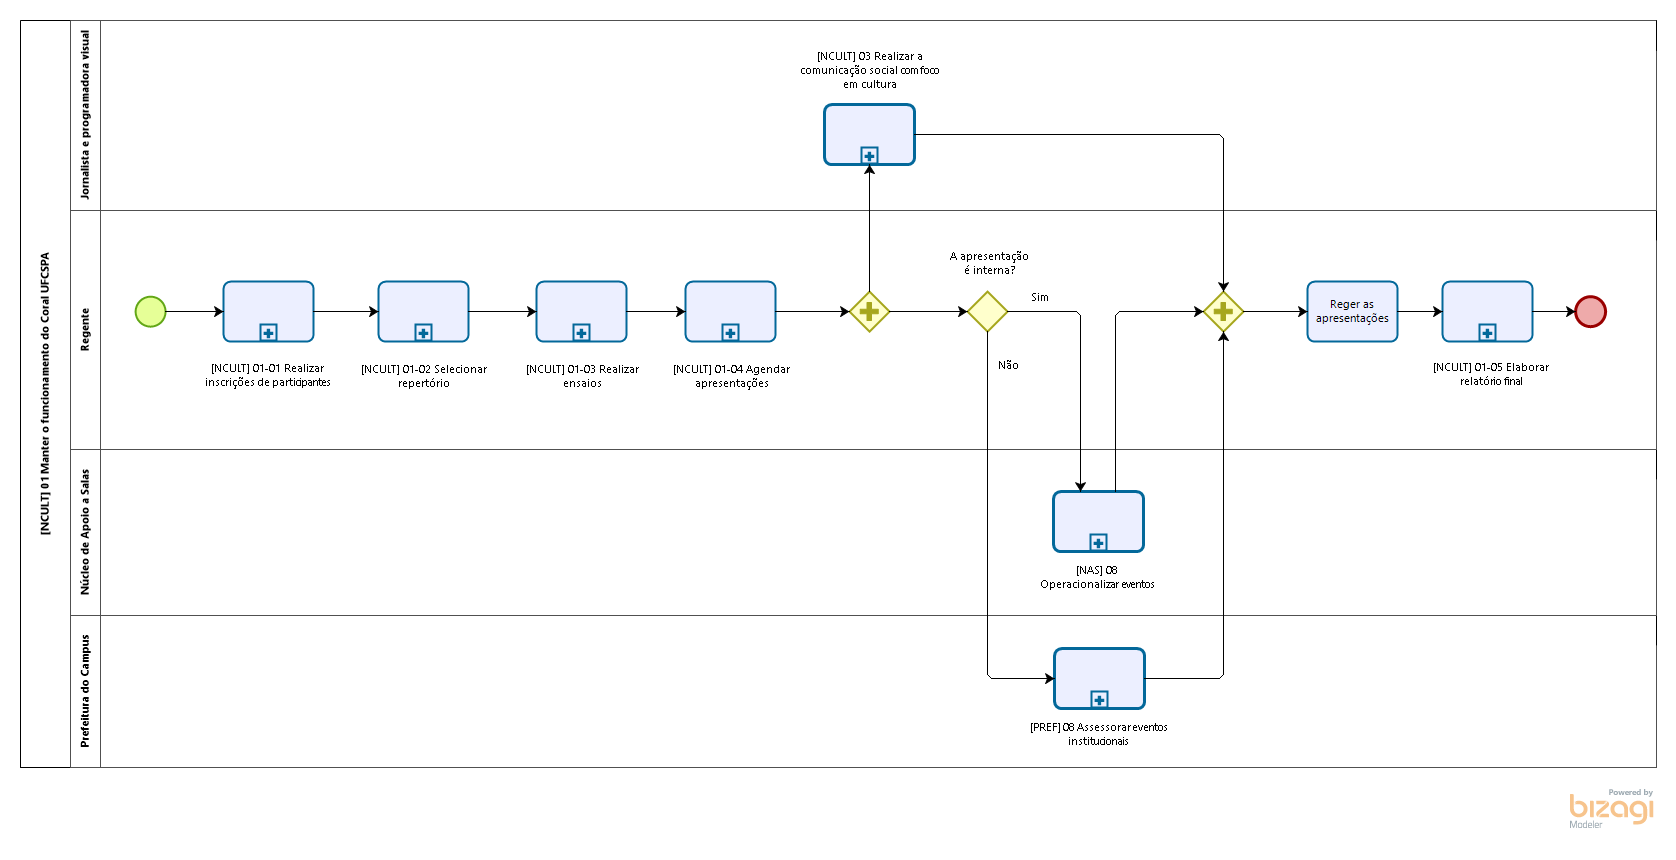 [NCULT] 01 Manter o funcionamento do Coral UFCSPA
Jornalista e programadora visual
[NCULT] 03 Realizar a
comunicação social com foco
em cultura
Regente
[NCULT] 01-01 Realizar
inscrições de participantes
[NCULT] 01-02 Selecionar
repertório
[NCULT] 01-03 Realizar
ensaios
[NCULT] 01-04 Agendar
apresentações
A apresentação
é interna?
Sim
Não
Reger as
apresentações
[NCULT] 01-05 Elaborar
relatório final
Núcleo de Apoio a Salas
[NAS] 08
Operacionalizar eventos
Prefeitura do Campus
[PREF] 08 Assessorar eventos
institucionais
Powered by
bizagi
Modeler